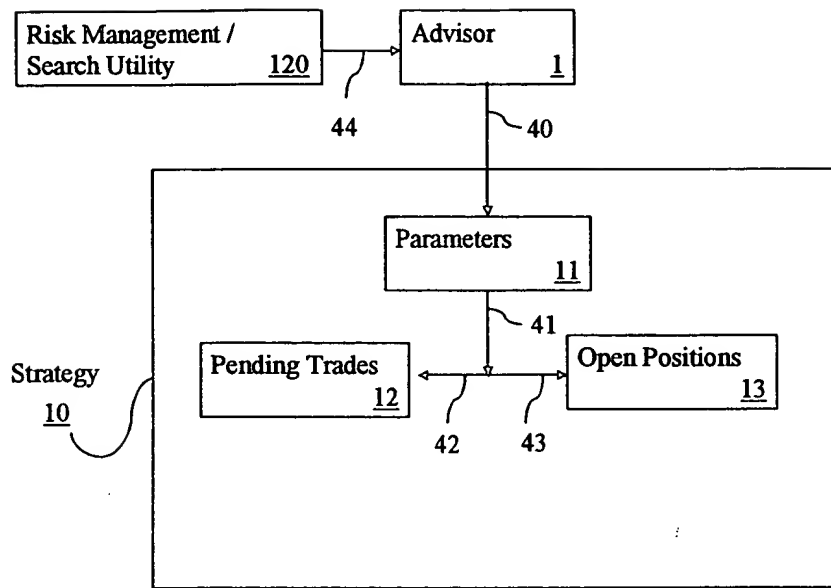 Risk Management /
Search Utility 120
Advisor
1
44
40
Parameters
11
41
Pending Trades
12
Open Positions
13
Strategy
10
42
43